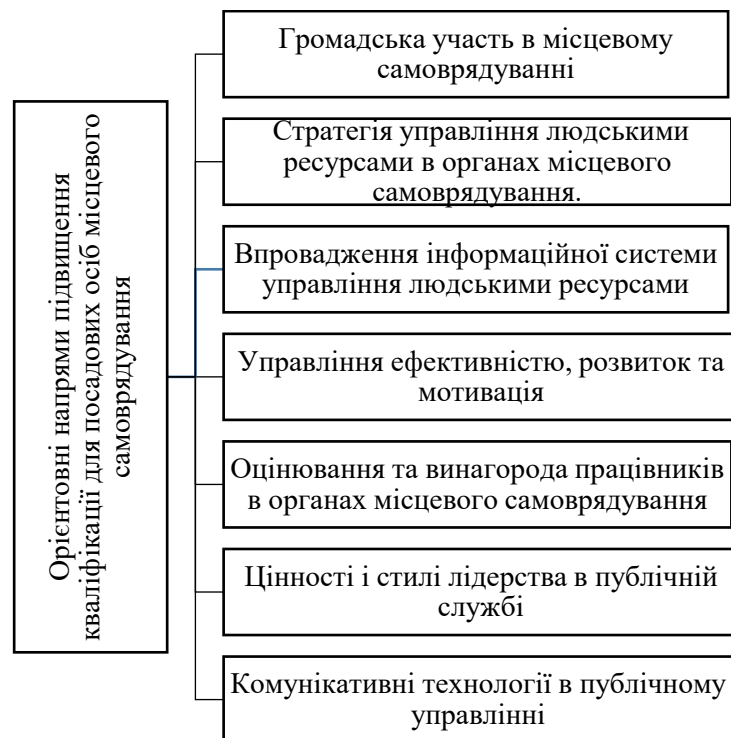 Орієнтовні напрями підвищення
кваліфікації для посадових осіб місцевого
самоврядування
Громадська участь в місцевому
самоврядуванні
Стратегія управління людськими
ресурсами в органах місцевого
самоврядування.
Впровадження інформаційної системи
управління людськими ресурсами
Управління ефективністю, розвиток та
мотивація
Оцінювання та винагорода працівників
в органах місцевого самоврядування
Цінності і стилі лідерства в публічній
службі
Комунікативні технології в публічному
управлінні